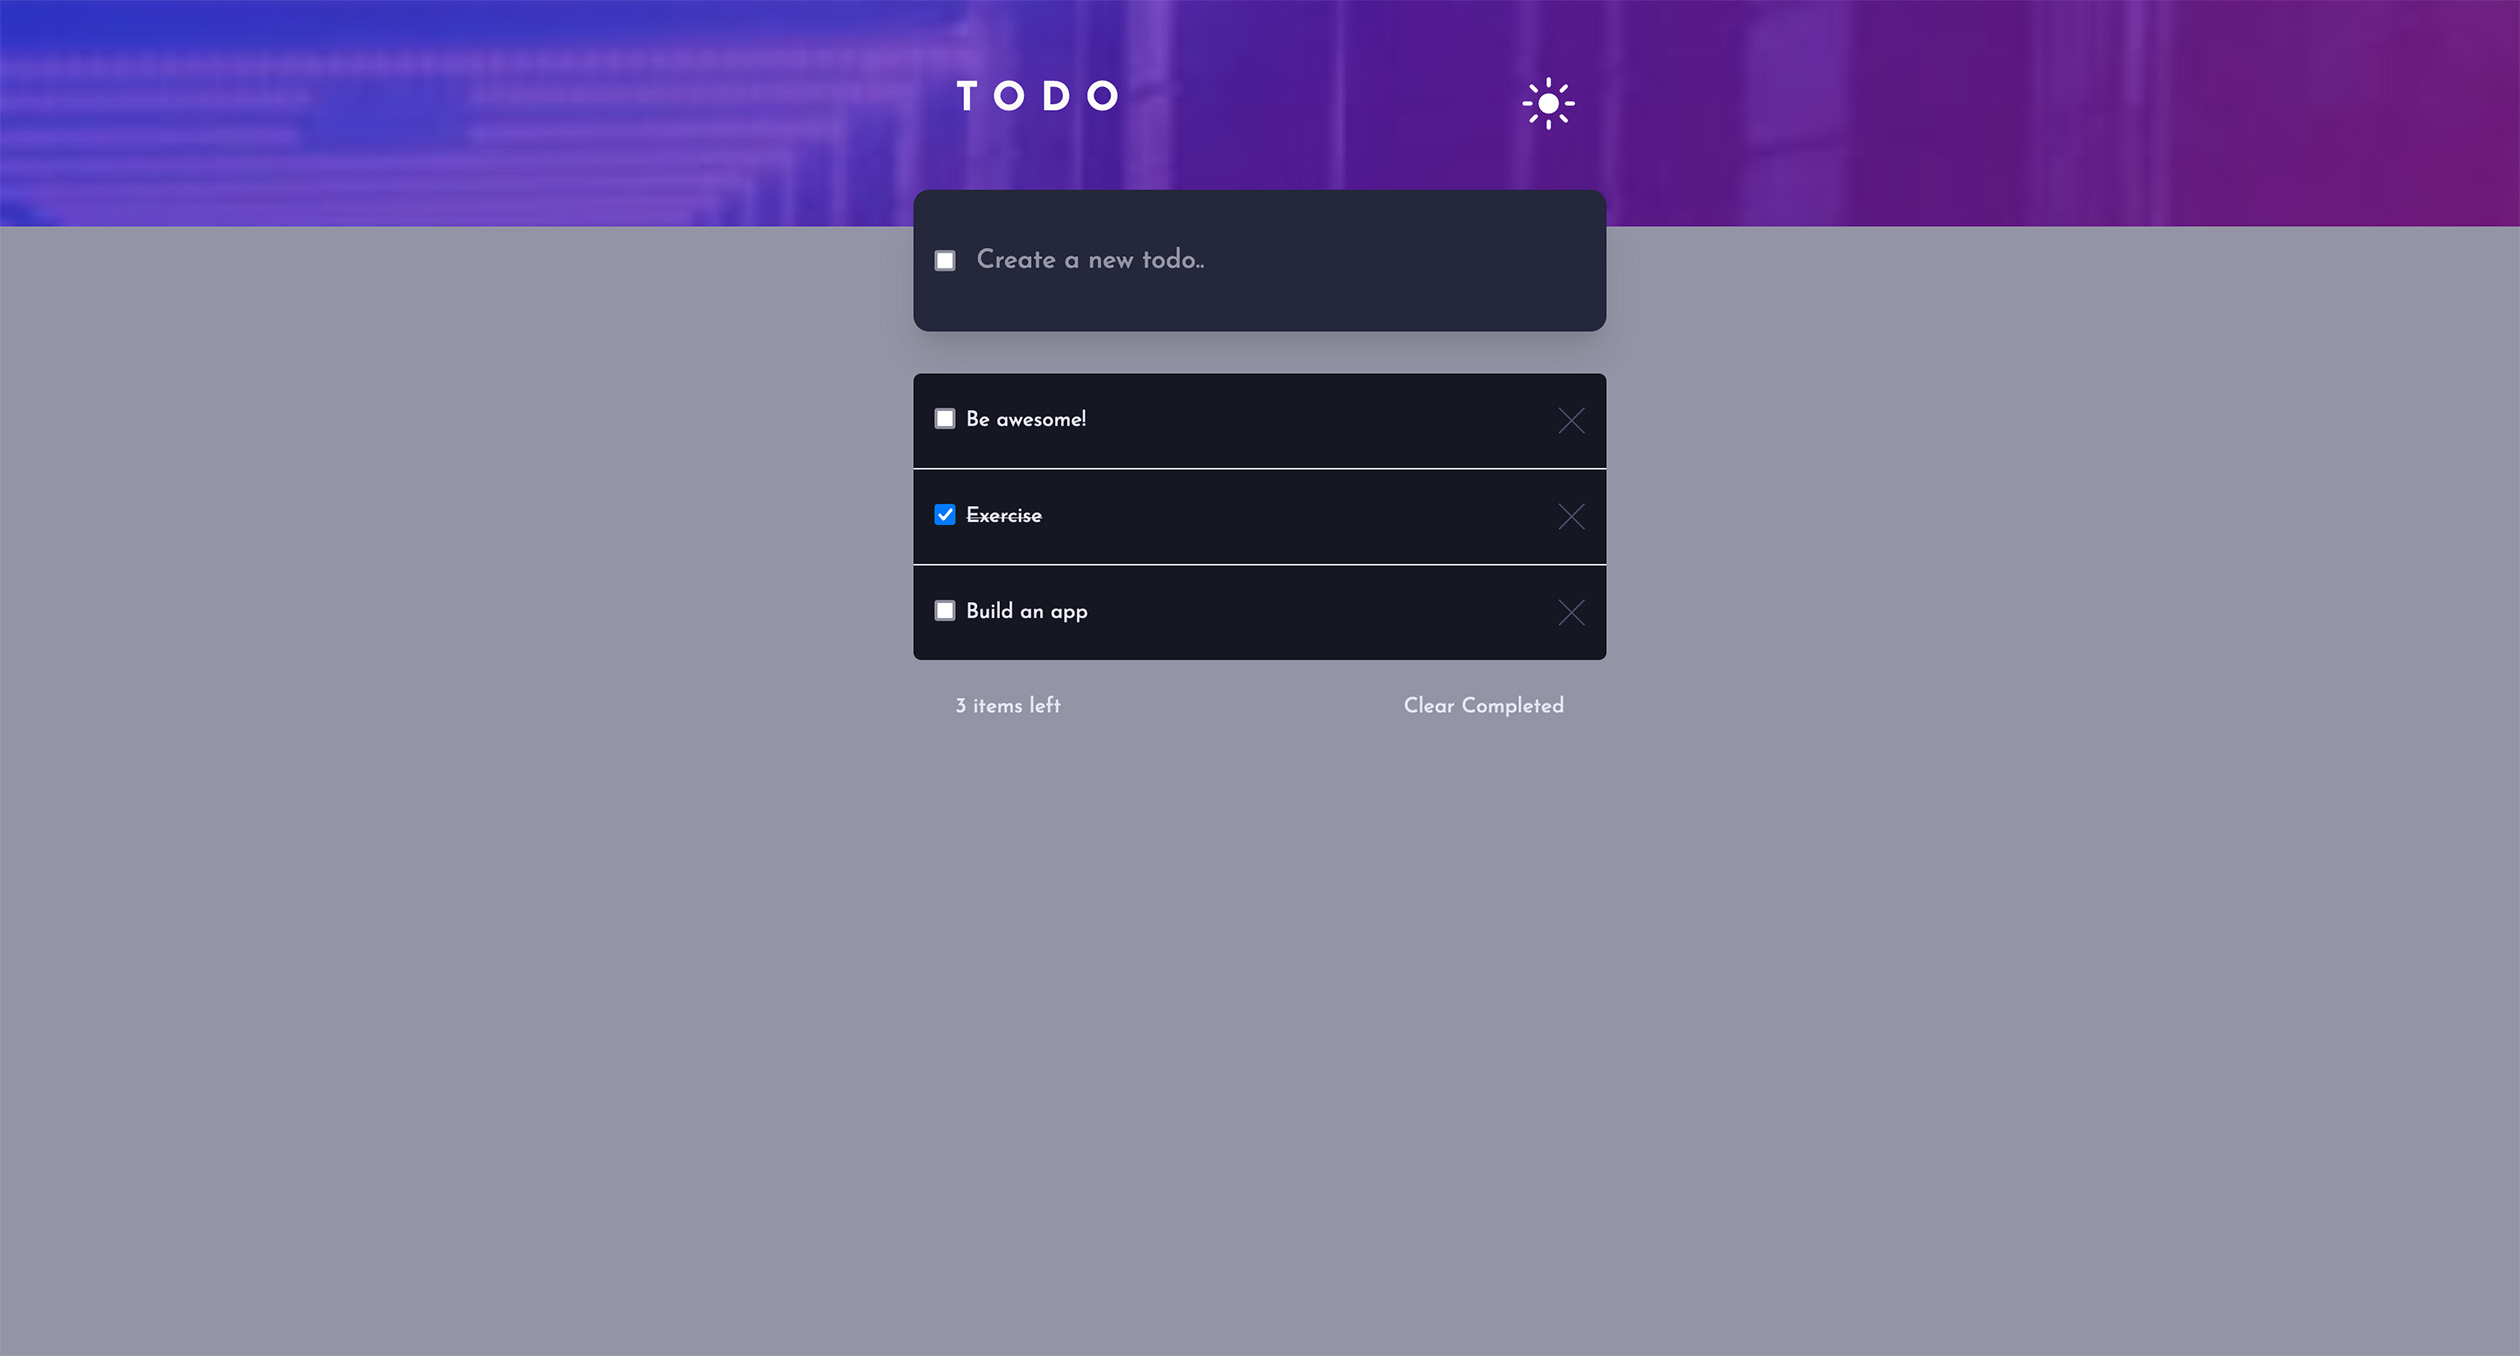 TODO
Create a new todo..
Be awesome!
Exercise
Build an app
3 items left
Clear Completed